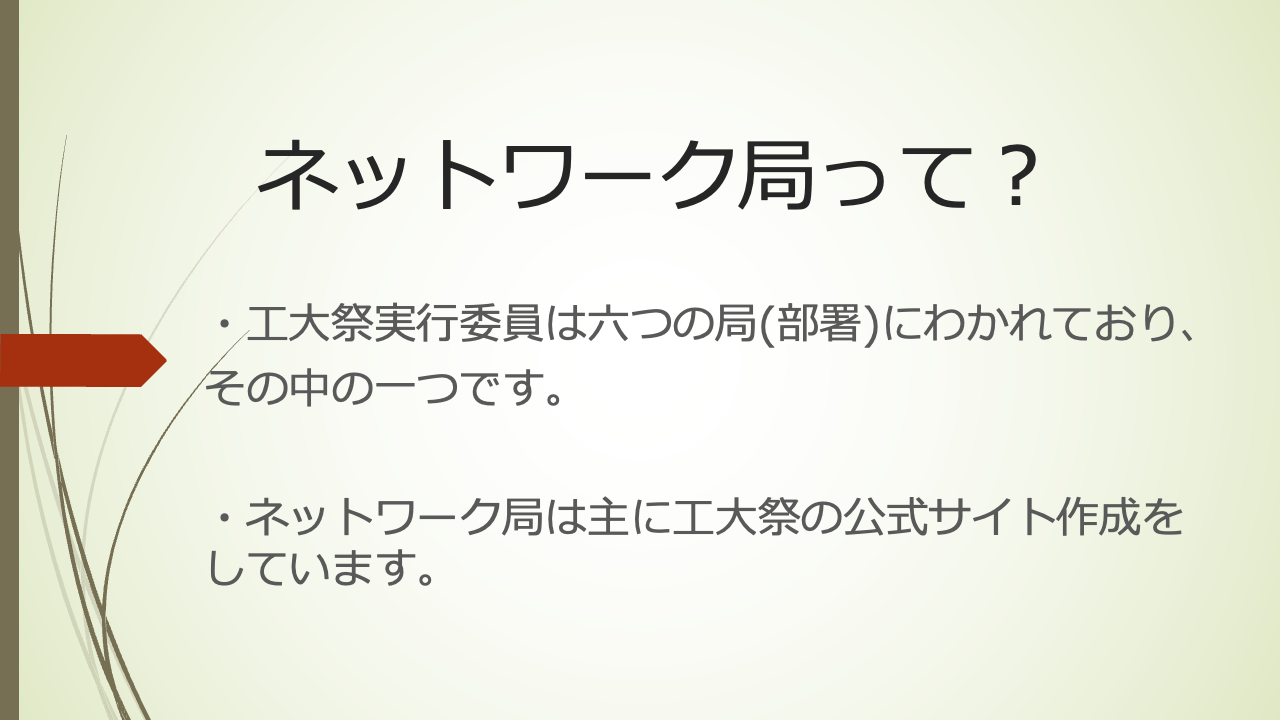 ネットワーク局って？
・工大祭実行委員は六つの局(部署)にわかれており、
その中の一つです。
・ネットワーク局は主に工大祭の公式サイト作成を
しています。